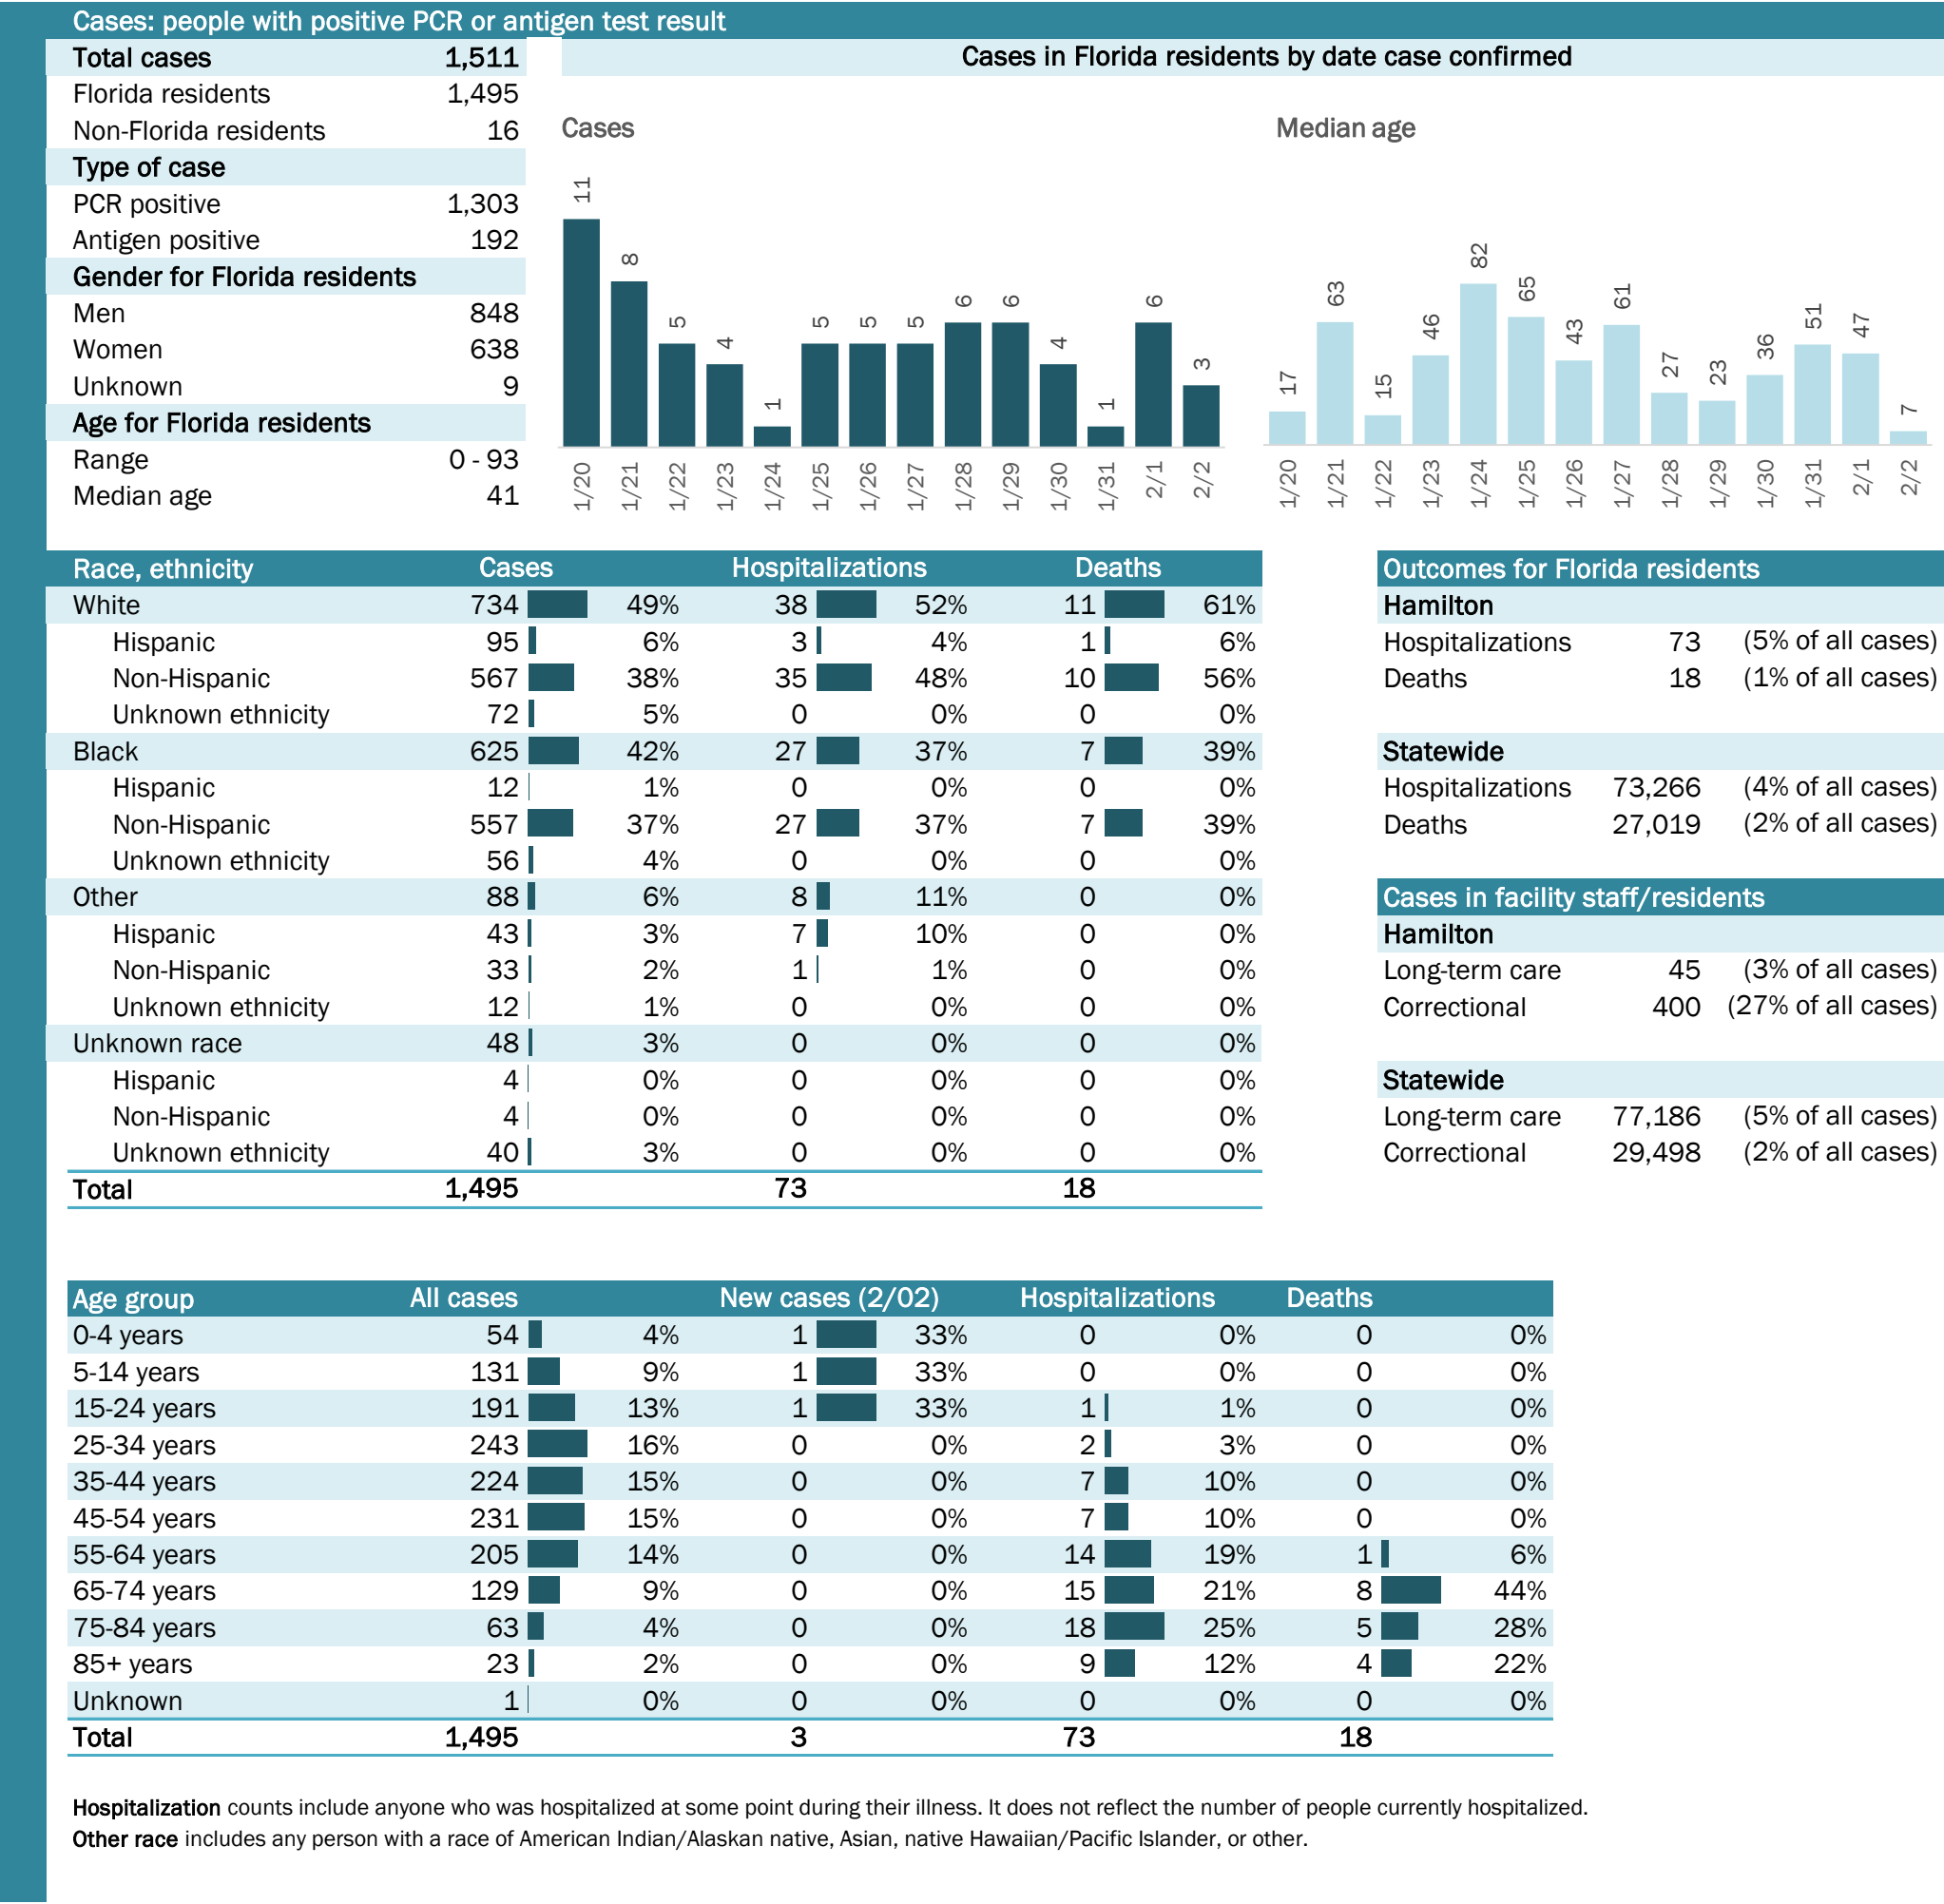 Cases: people with positive PCR or antigen test result
Total cases 1,511
Florida residents 1,495
Non-Florida residents 16
Type of case
PCR positive 1,303
Antigen positive 192
Gender for Florida residents
Men 848
Women 638
Unknown 9
Age for Florida residents
Range 0 - 93
Median age 41
Cases in Florida residents by date case confirmed
Cases
11 8 5 4 1 5 5 5 6 6 4 1 6 3
1/20 1/21 1/22 1/23 1/24 1/25 1/26 1/27 1/28 1/29 1/30 1/31 2/1 2/2
Median age
17 63 15 46 82 65 43 61 27 23 36 51 47 7
1/20 1/21 1/22 1/23 1/24 1/25 1/26 1/27 1/28 1/29 1/30 1/31 2/1 2/2
Race, ethnicity Cases Hospitalizations Deaths
White 734 49% 38 52% 11 61%
Hispanic 95 6% 3 4% 1 6%
Non-Hispanic 567 38% 35 48% 10 56%
Unknown ethnicity 72 5% 0 0% 0 0%
Black 625 42% 27 37% 7 39%
Hispanic 12 1% 0 0% 0 0%
Non-Hispanic 557 37% 27 37% 7 39%
Unknown ethnicity 56 4% 0 0% 0 0%
Other 88 6% 8 11% 0 0%
Hispanic 43 3% 7 10% 0 0%
Non-Hispanic 33 2% 1 1% 0 0%
Unknown ethnicity 12 1% 0 0% 0 0%
Unknown race 48 3% 0 0% 0 0%
Hispanic 4 0% 0 0% 0 0%
Non-Hispanic 4 0% 0 0% 0 0%
Unknown ethnicity 40 3% 0 0% 0 0%
Total 1,495 73 18
Outcomes for Florida residents
Hamilton
Hospitalizations 73 (5% of all cases)
Deaths 18 (1% of all cases)
Statewide
Hospitalizations 73,266 (4% of all cases)
Deaths 27,019 (2% of all cases)
Cases in facility staff/residents
Hamilton
Long-term care 45 (3% of all cases)
Correctional 400 (27% of all cases)
Statewide
Long-term care 77,186 (5% of all cases)
Correctional 29,498 (2% of all cases)
Age group All cases New cases (2/02) Hospitalizations Deaths
0-4 years 54 4% 1 33% 0 0% 0 0%
5-14 years 131 9% 1 33% 0 0% 0 0%
15-24 years 191 13% 1 33% 1 1% 0 0%
25-34 years 243 16% 0 0% 2 3% 0 0%
35-44 years 224 15% 0 0% 7 10% 0 0%
45-54 years 231 15% 0 0% 7 10% 0 0%
55-64 years 205 14% 0 0% 14 19% 1 6%
65-74 years 129 9% 0 0% 15 21% 8 44%
75-84 years 63 4% 0 0% 18 25% 5 28%
85+ years 23 2% 0 0% 9 12% 4 22%
Unknown 1 0% 0 0% 0 0% 0 0%
Total 1,495 3 73 18
Hospitalization counts include anyone who was hospitalized at some point during their illness. It does not reflect the number of people currently hospitalized.
Other race includes any person with a race of American Indian/Alaskan native, Asian, native Hawaiian/Pacific Islander, or other.